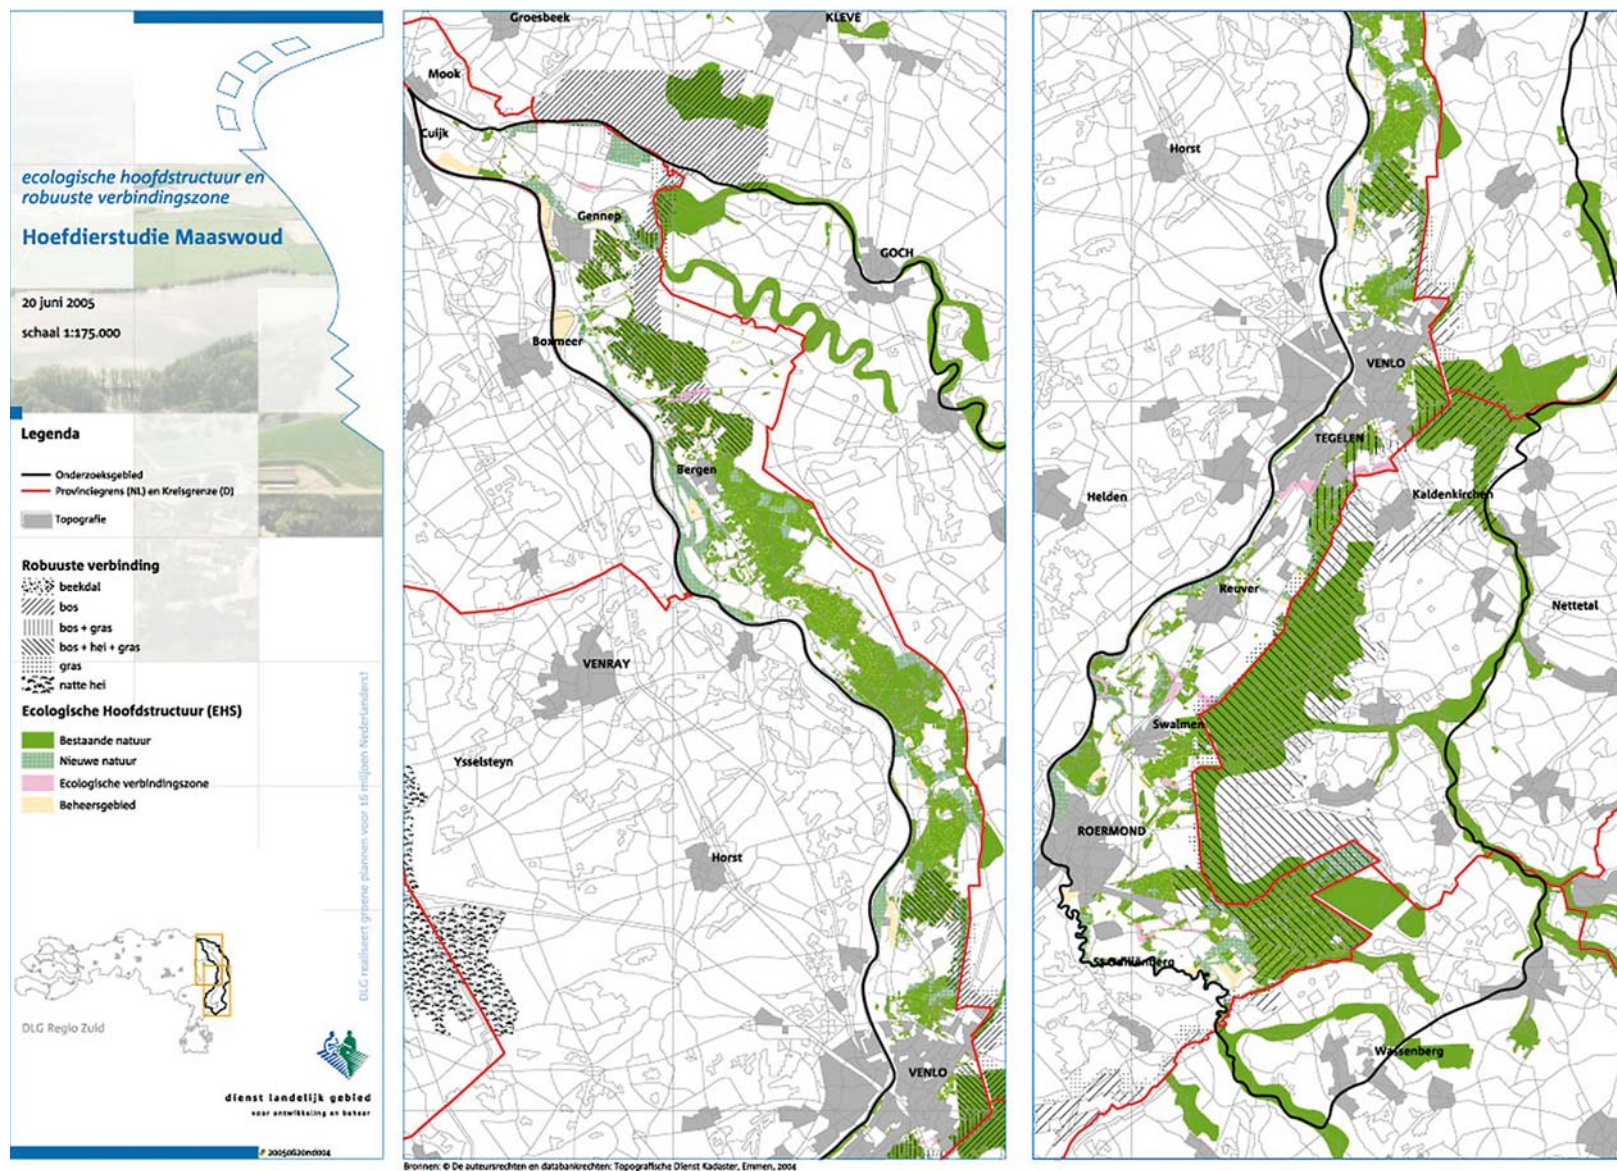 ecologische hoofdstructuur en
robuuste verbindingszone
Hoefdierstudie Maaswoud
20 juni 2005
schaal 1:175.000
Legenda
Onderzoeksgebied
Provinciegrens (NL) en Kreisgrenze (D)
Topografie
Robuuste verbinding
beekdal
bos
bos + gras
bos + hei + gras
gras
natte hei
Ecologische Hoofdstructuur (EHS)
Bestaande natuur
Nieuwe natuur
Ecologische verbindingszone
Beheersgebied
DLG realiseert groene plannen voor 16 miljoen Nederlanders!
DLG Regio Zuid
dienst landelijk gebied
voor ontwikkeling en beheer
20050620nd004
Groesbeek
KLEVE
Mook
Cuijk
Gennep
GOCH
Boxmeer
Bergen
VENRAY
Ysselsteyn
Horst
VENLO
Bronnen: © De auteursrechten en databankrechten: Topografische Dienst Kadaster, Emmen, 2004
Horst
VENLO
TEGELEN
Helden
Kaldenkirchen
Reuver
Nettetal
Swalmen
ROERMOND
Wassenberg